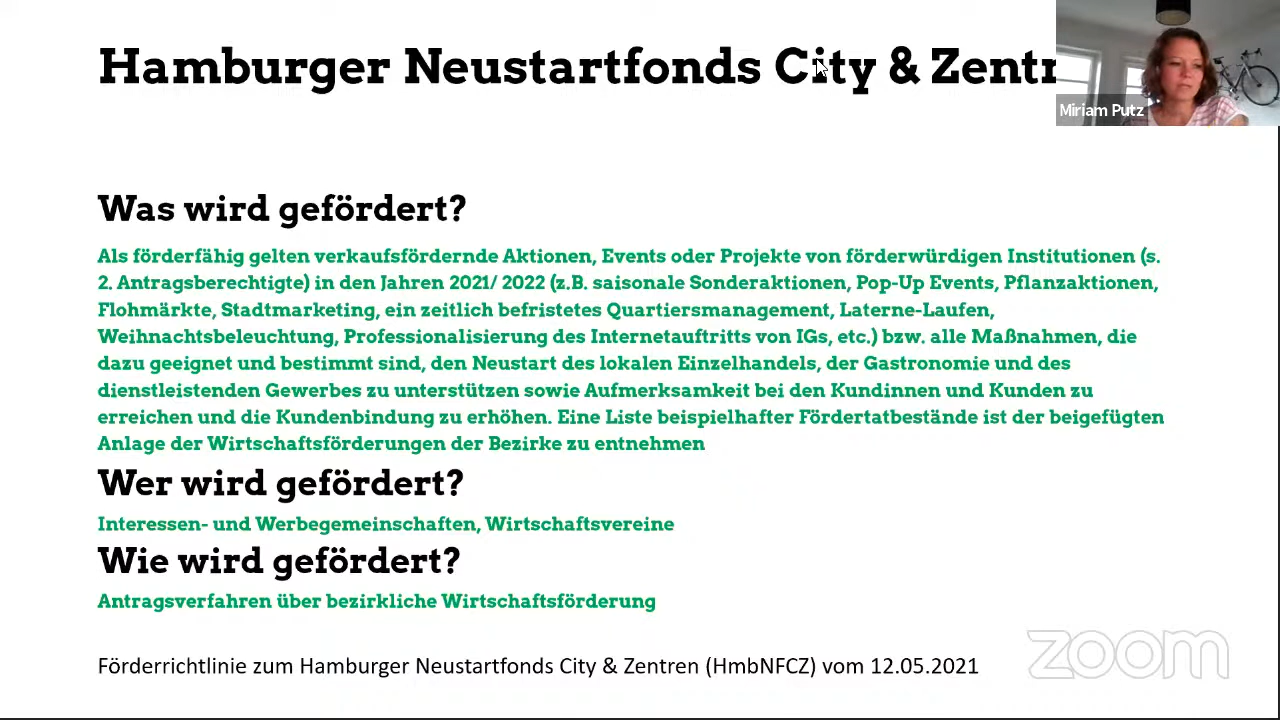 Hamburger Neustartfonds City & Zentr
Miriam Putz
Was wird gefördert?
Als förderfähig gelten verkaufsfördernde Aktionen, Events oder Projekte von förderwürdigen Institutionen (s.
2. Antragsberechtigte) in den Jahren 2021/ 2022 (z.B. saisonale Sonderaktionen, Pop-Up Events, Pflanzaktionen,
Flohmärkte, Stadtmarketing, ein zeitlich befristetes Quartiersmanagement, Laterne-Laufen,
Weihnachtsbeleuchtung, Professionalisierung des Internetauftritts von IGs, etc.) bzw. alle Maßnahmen, die
dazu geeignet und bestimmt sind, den Neustart des lokalen Einzelhandels, der Gastronomie und des
dienstleistenden Gewerbes zu unterstützen sowie Aufmerksamkeit bei den Kundinnen und Kunden zu
erreichen und die Kundenbindung zu erhöhen. Eine Liste beispielhafter Fördertatbestände ist der beigefügten
Anlage der Wirtschaftsförderungen der Bezirke zu entnehmen
Wer wird gefördert?
Interessen- und Werbegemeinschaften, Wirtschaftsvereine
Wie wird gefördert?
Antragsverfahren über bezirkliche Wirtschaftsförderung
Förderrichtlinie zum Hamburger Neustartfonds City & Zentren (HmbNFCZ) vom 12.05.2021
zoom